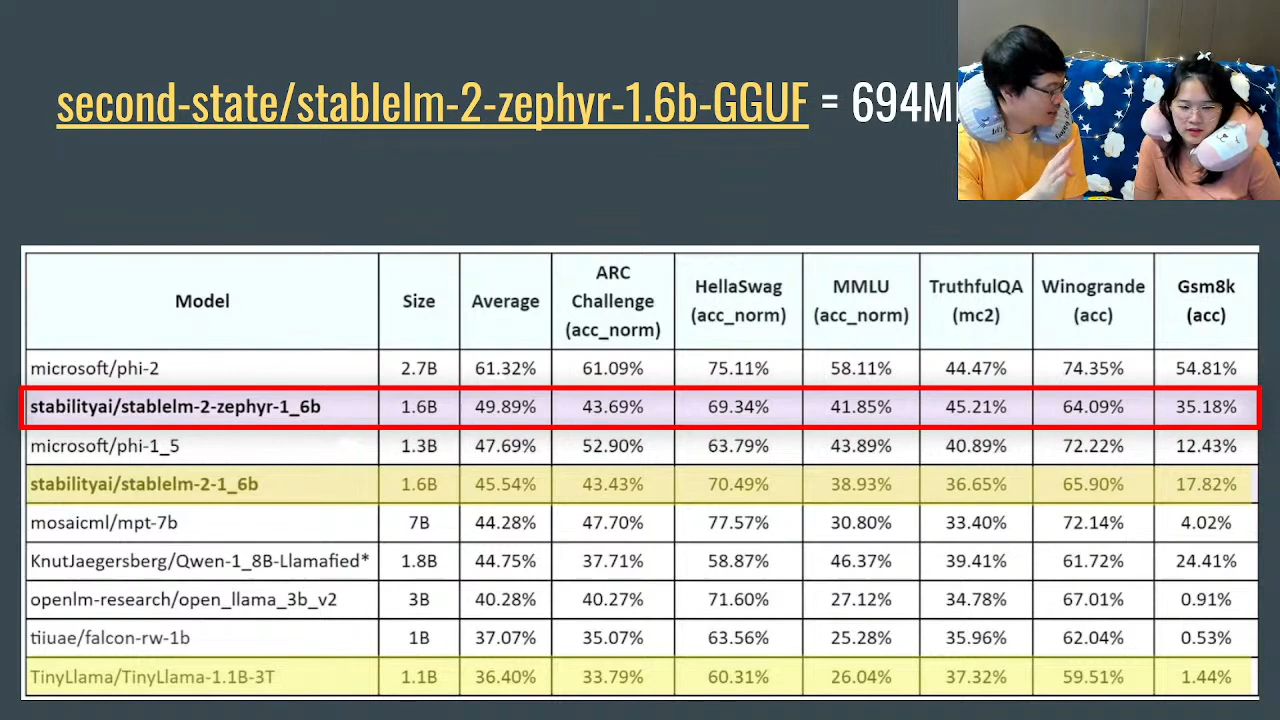 second-state/stablelm-2-zephyr-1.6b-GGUF = 694M
Model Size Average ARC Challenge (acc_norm) HellaSwag (acc_norm) MMLU (acc_norm) TruthfulQA (mc2) Winogrande (acc) Gsm8k (acc)
microsoft/phi-2 2.7B 61.32% 61.09% 75.11% 58.11% 44.47% 74.35% 54.81%
stabilityai/stablelm-2-zephyr-1_6b 1.6B 49.89% 43.69% 69.34% 41.85% 45.21% 64.09% 35.18%
microsoft/phi-1_5 1.3B 47.69% 52.90% 63.79% 43.89% 40.89% 72.22% 12.43%
stabilityai/stablelm-2-1_6b 1.6B 45.54% 43.43% 70.49% 38.93% 36.65% 65.90% 17.82%
mosaicml/mpt-7b 7B 44.28% 47.70% 77.57% 30.80% 33.40% 72.14% 4.02%
KnutJaegersberg/Qwen-1_8B-Llamafied* 1.8B 44.75% 37.71% 58.87% 46.37% 39.41% 61.72% 24.41%
openlm-research/open_llama_3b_v2 3B 40.28% 40.27% 71.60% 27.12% 34.78% 67.01% 0.91%
tiiuae/falcon-rw-1b 1B 37.07% 35.07% 63.56% 25.28% 35.96% 62.04% 0.53%
TinyLlama/TinyLlama-1.1B-3T 1.1B 36.40% 33.79% 60.31% 26.04% 37.32% 59.51% 1.44%